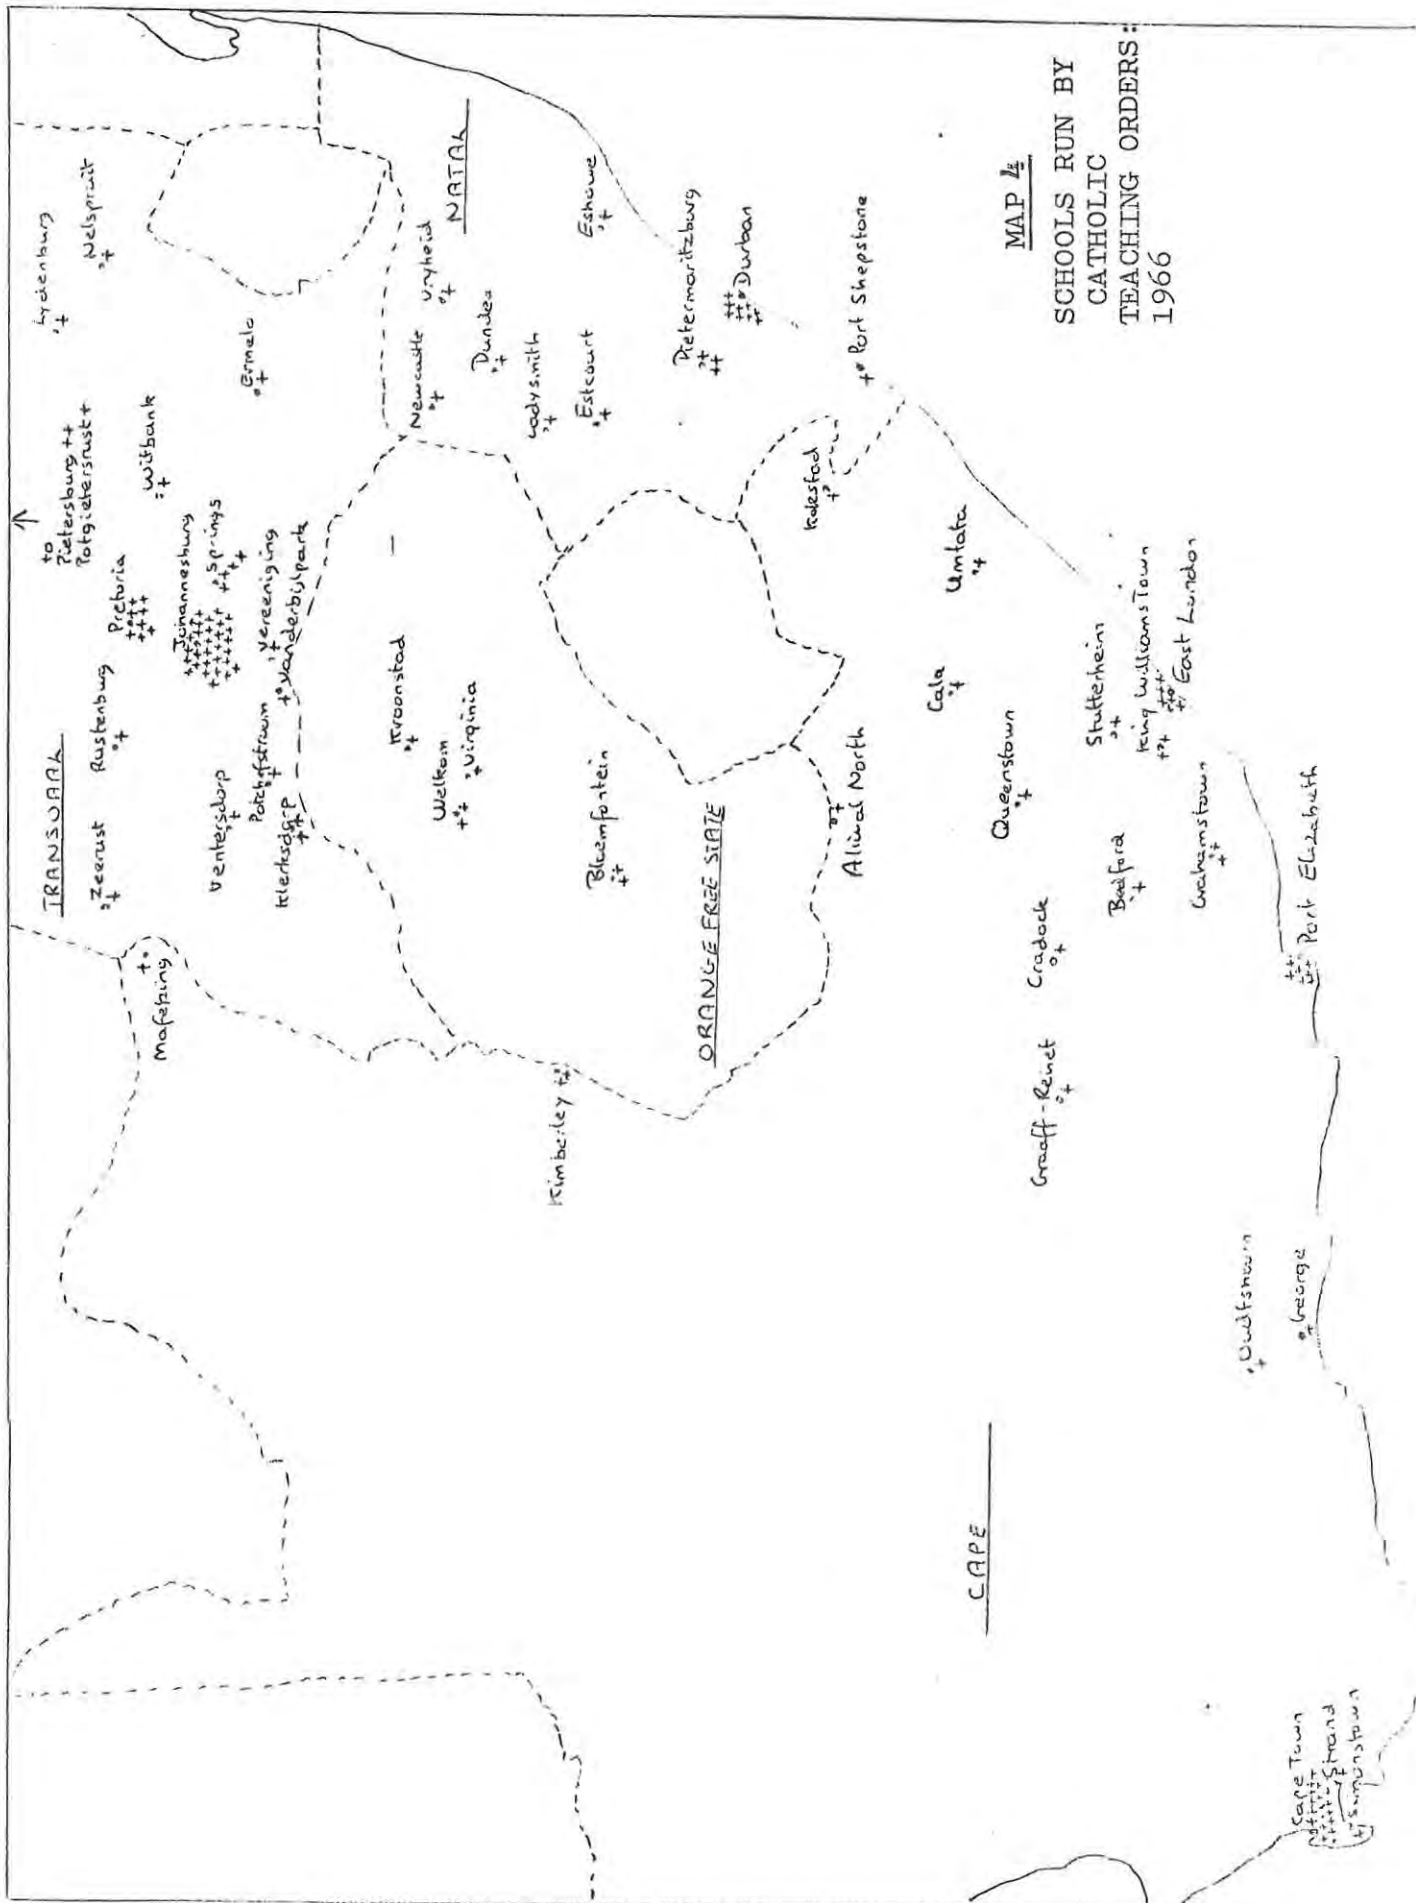 MAP 4
SCHOOLS RUN BY
CATHOLIC
TEACHING ORDERS:
1966
TRANSVAAL
to
Pietersburg ++
Potgietersrust +
Lydenburg
Nelspruit
Zeerust
Rustenburg
Pretoria
Witbank
Mafeking
Johannesburg
Springs
Ermelo
Ventersdorp
Potchefstroom
Klerksdorp
Vereeniging
Vanderbijlpark
NATAL
Newcastle
Vryheid
Dundee
Ladysmith
Estcourt
Eshowe
Pietermaritzburg
Durban
Port Shepstone
Kroonstad
Welkom
Virginia
Bloemfontein
ORANGE FREE STATE
Kimberley
Aliwal North
Kokstad
Umtata
Cala
Queenstown
Stutterheim
King Williams Town
East London
Cradock
Bedford
Grahamstown
Graaff-Reinet
Port Elizabeth
Oudtshoorn
George
CAPE
Cape Town
Strand
Simonstown